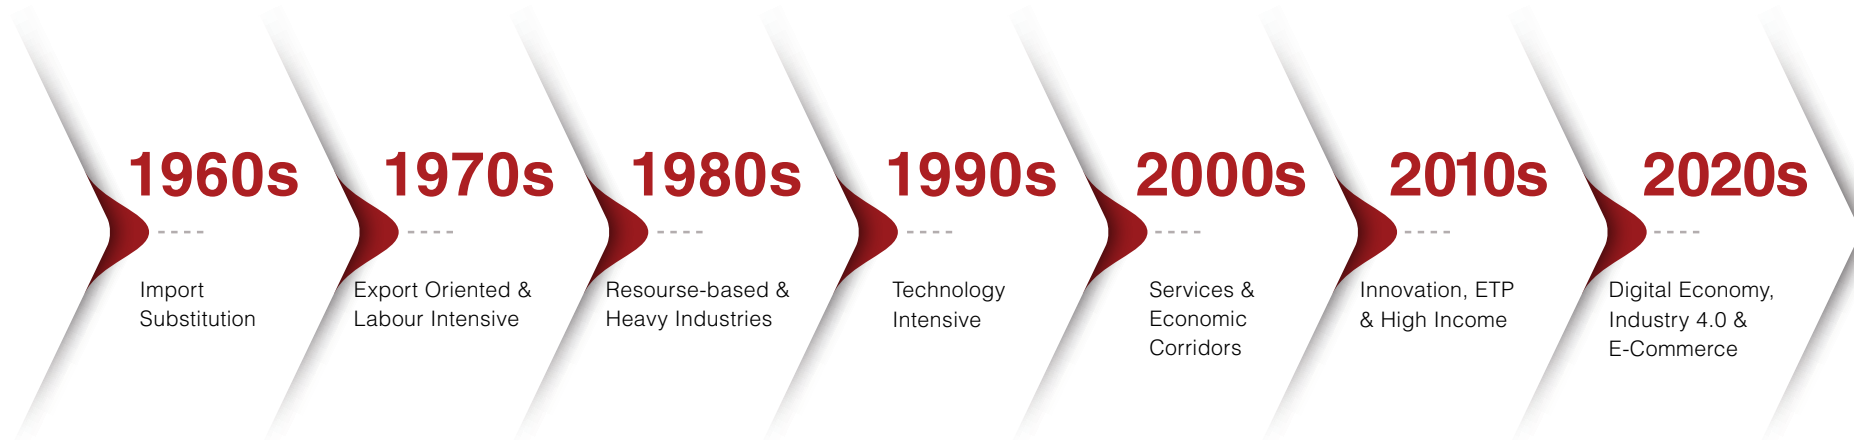 1960s
Import
Substitution
1970s
Export Oriented &
Labour Intensive
1980s
Resourse-based &
Heavy Industries
1990s
Technology
Intensive
2000s
Services &
Economic
Corridors
2010s
Innovation, ETP
& High Income
2020s
Digital Economy,
Industry 4.0 &
E-Commerce